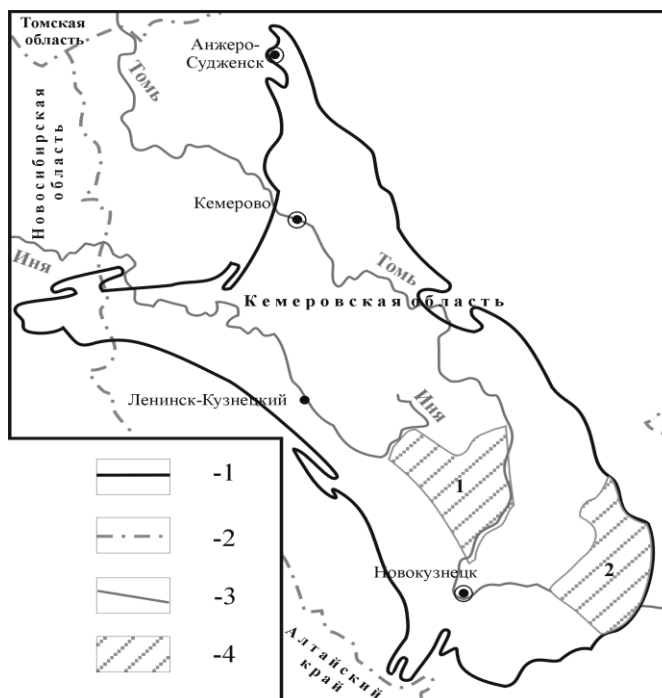 Томская
область
Анжеро-
Судженск
Томь
Новосибирская
область
Кемерово
Иня
Томь
Кемеровская область
Ленинск-Кузнецкий
Иня
1
2
Новокузнецк
Алтайский
край
-1
-2
-3
-4